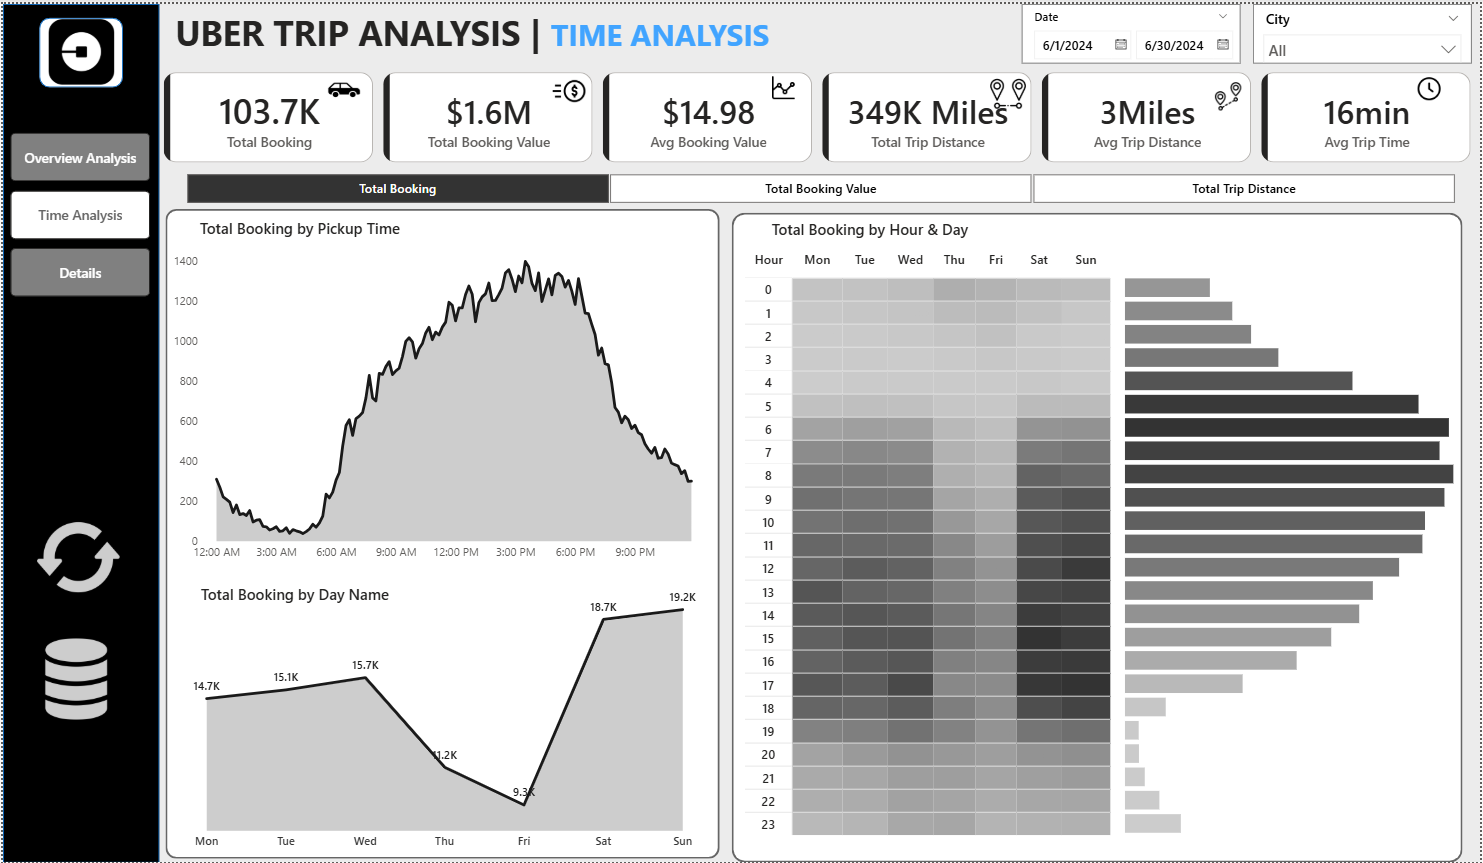 UBER TRIP ANALYSIS | TIME ANALYSIS
Date
6/1/2024 6/30/2024
City
All
103.7K
Total Booking
$1.6M
Total Booking Value
$14.98
Avg Booking Value
349K Miles
Total Trip Distance
3Miles
Avg Trip Distance
16min
Avg Trip Time
Overview Analysis
Time Analysis
Details
Total Booking Total Booking Value Total Trip Distance
Total Booking by Pickup Time
1400
1200
1000
800
600
400
200
0
12:00 AM 3:00 AM 6:00 AM 9:00 AM 12:00 PM 3:00 PM 6:00 PM 9:00 PM
Total Booking by Day Name
14.7K 15.1K 15.7K 11.2K 9.3K 18.7K 19.2K
Mon Tue Wed Thu Fri Sat Sun
Total Booking by Hour & Day
Hour Mon Tue Wed Thu Fri Sat Sun
0
1
2
3
4
5
6
7
8
9
10
11
12
13
14
15
16
17
18
19
20
21
22
23